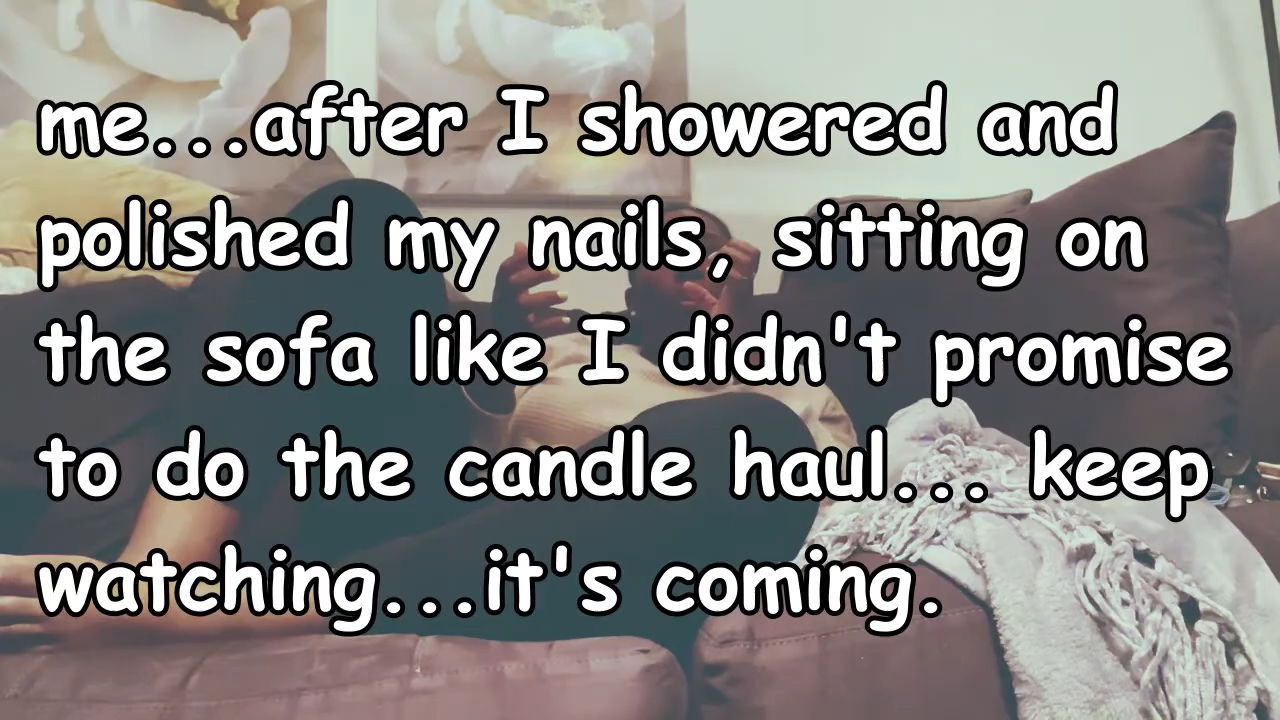 me...after I showered and
polished my nails, sitting on
the sofa like I didn't promise
to do the candle haul... keep
watching...it's coming.